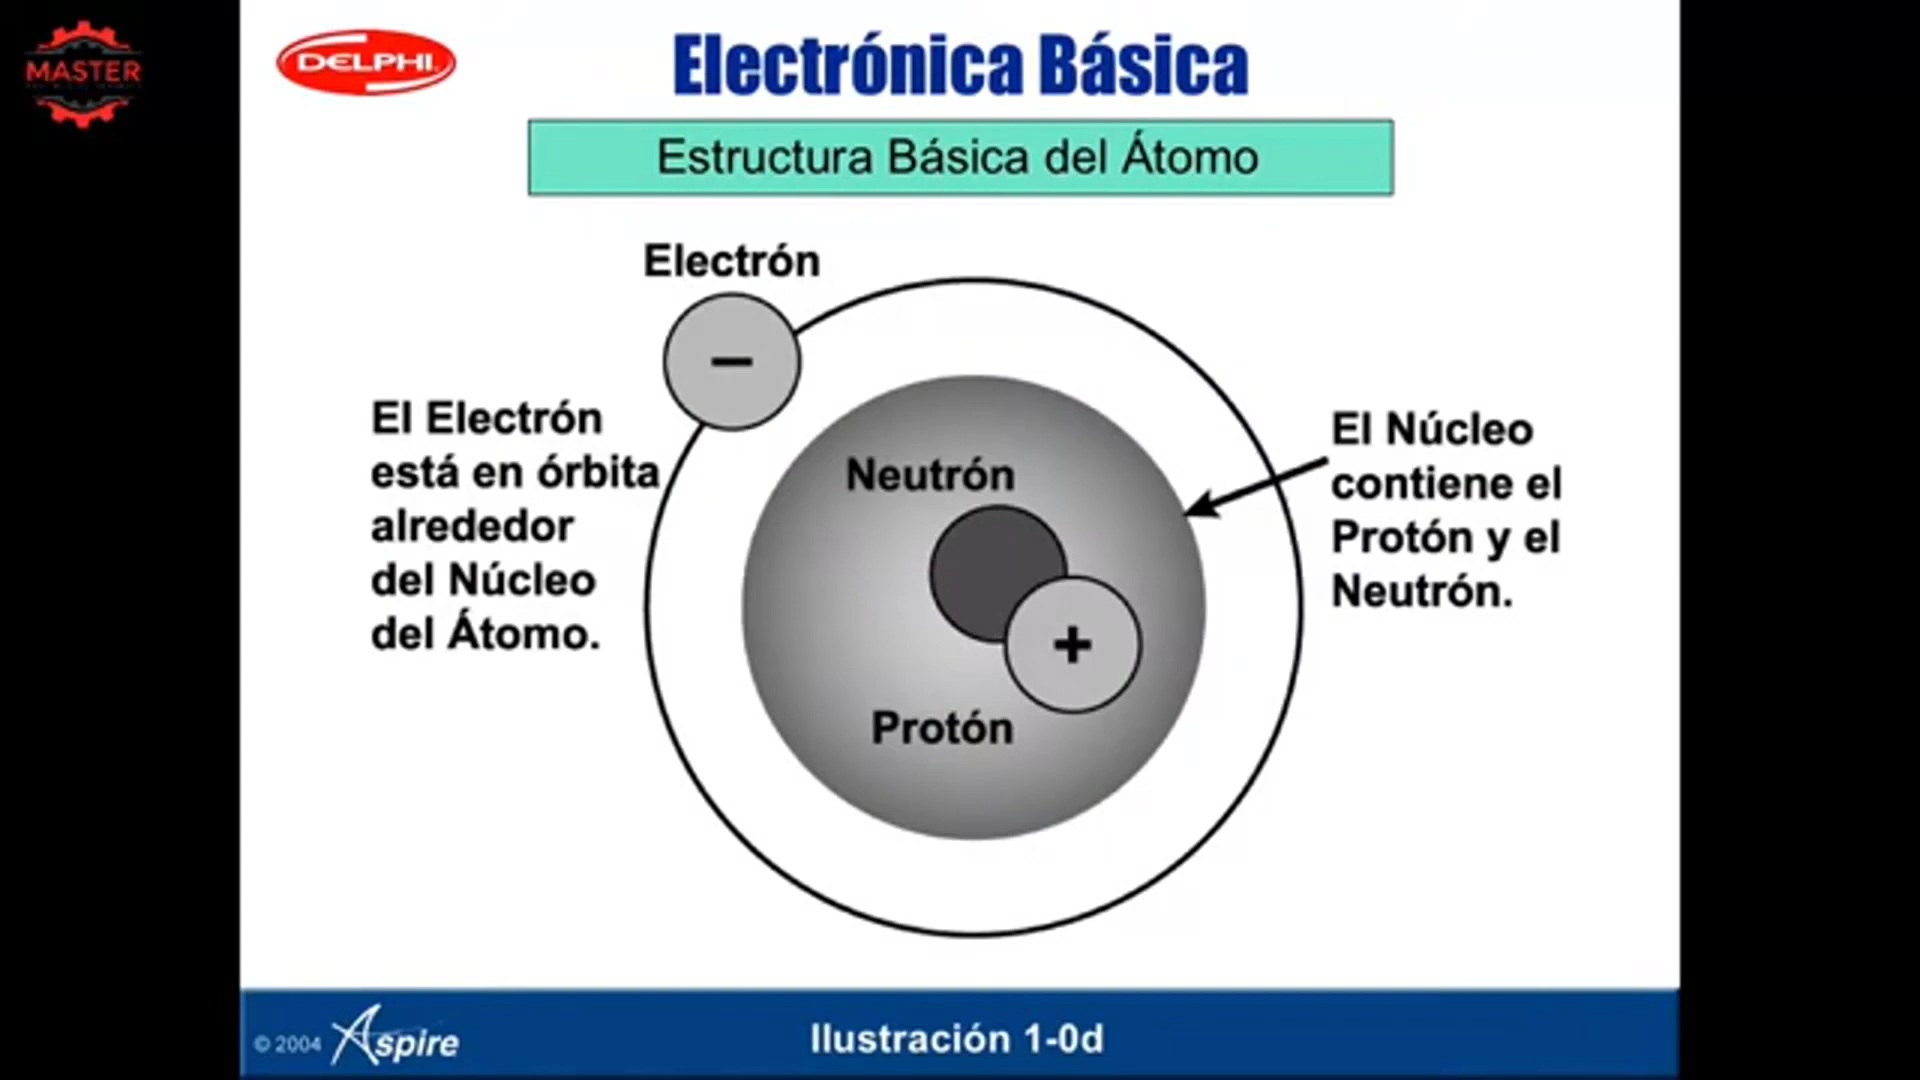 MASTER
DELPHI
Electrónica Básica
Estructura Básica del Átomo
Electrón
−
El Electrón
está en órbita
alrededor
del Núcleo
del Átomo.
Neutrón
+
Protón
El Núcleo
contiene el
Protón y el
Neutrón.
© 2004 Aspire
Ilustración 1-0d